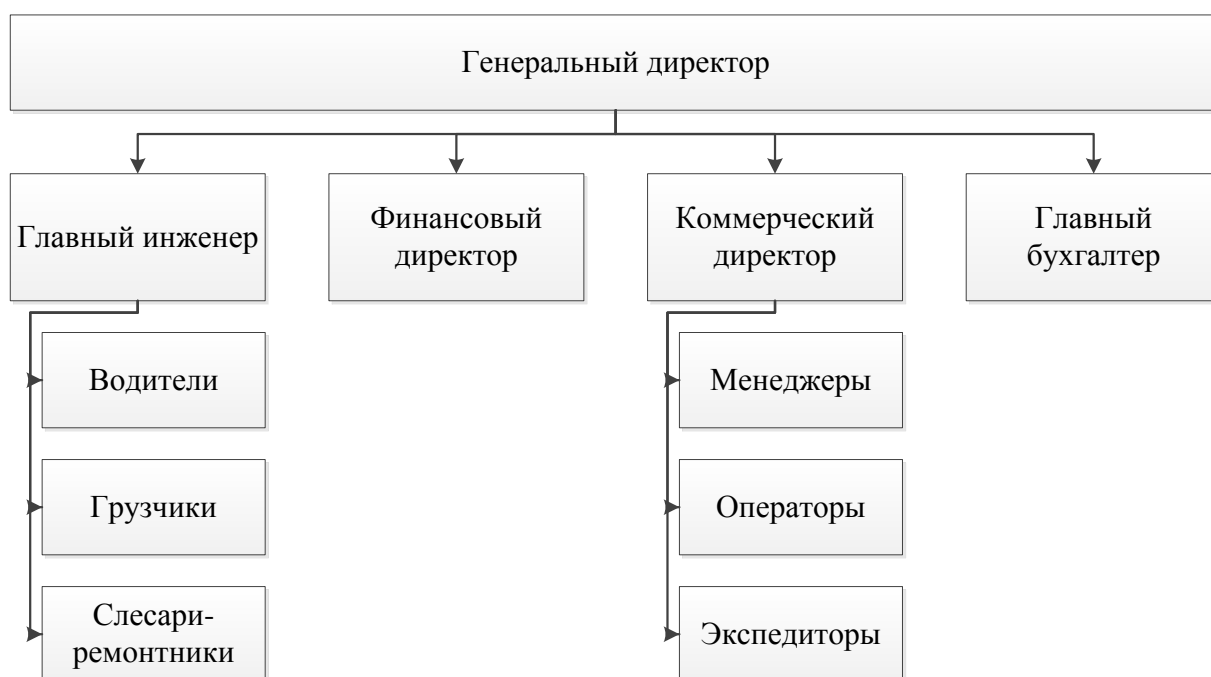 Генеральный директор
Главный инженер
Финансовый
директор
Коммерческий
директор
Главный
бухгалтер
Водители
Грузчики
Слесари-
ремонтники
Менеджеры
Операторы
Экспедиторы